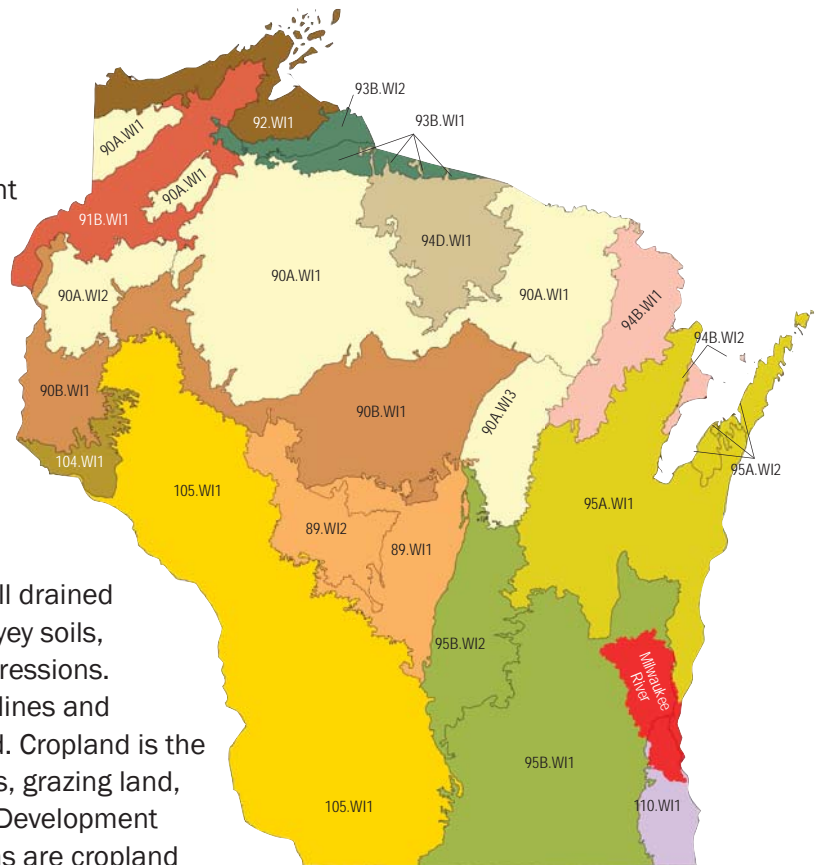 93B.WI2
93B.WI1
92.WI1
90A.WI1
90A.WI1
91B.WI1
94D.WI1
90A.WI1
90A.WI1
90A.WI2
94B.WI1
94B.WI2
90B.WI1
90B.WI1
90A.WI3
104.WI1
95A.WI2
105.WI1
95A.WI1
89.WI2
89.WI1
95B.WI2
Milwaukee
River
95B.WI1
105.WI1
110.WI1
nt
ll drained
yey soils,
ressions.
lines and
d. Cropland is the
s, grazing land,
Development
ns are cropland